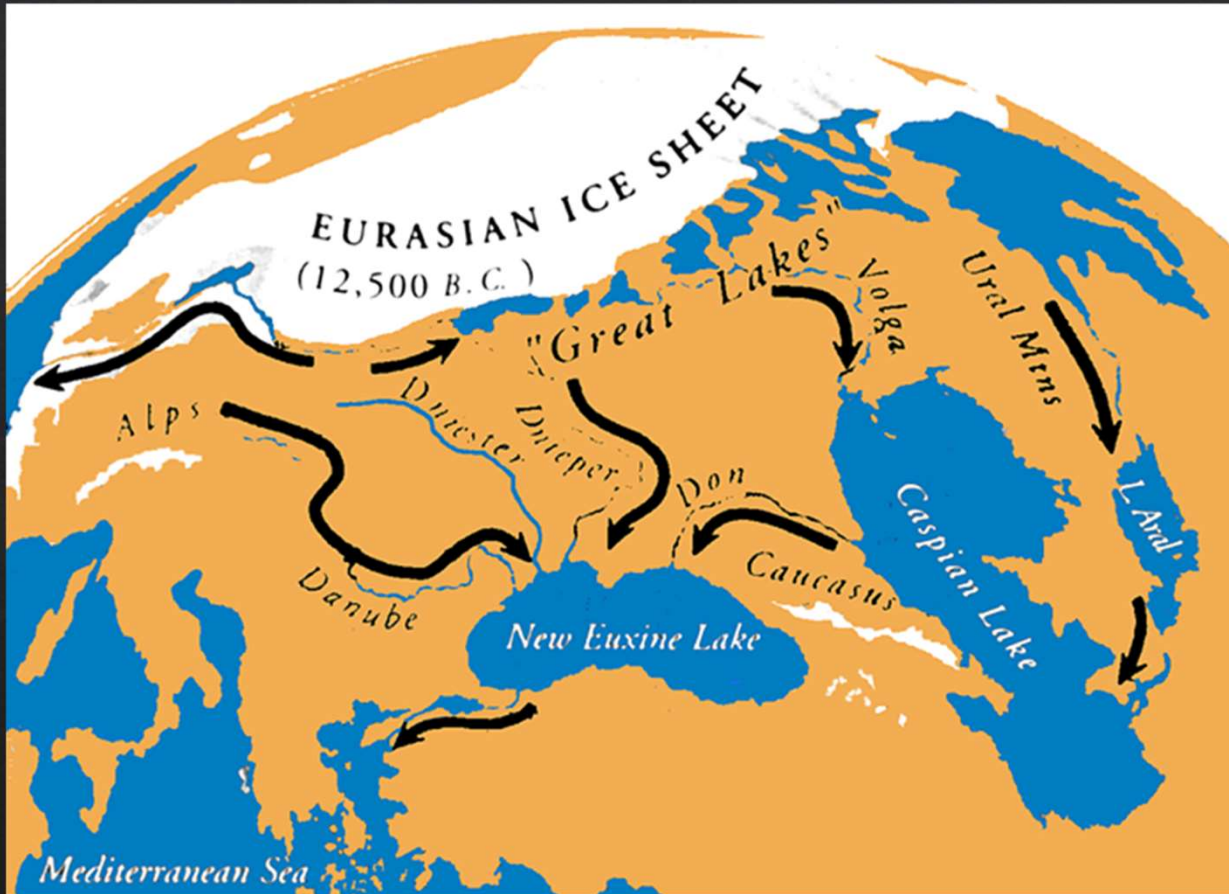 EURASIAN ICE SHEET
(12,500 B.C.)
"Great Lakes"
Volga
Ural Mtns
Alps
Dniester
Dnieper
Don
L. Aral
Caspian Lake
Caucasus
Danube
New Euxine Lake
Mediterranean Sea